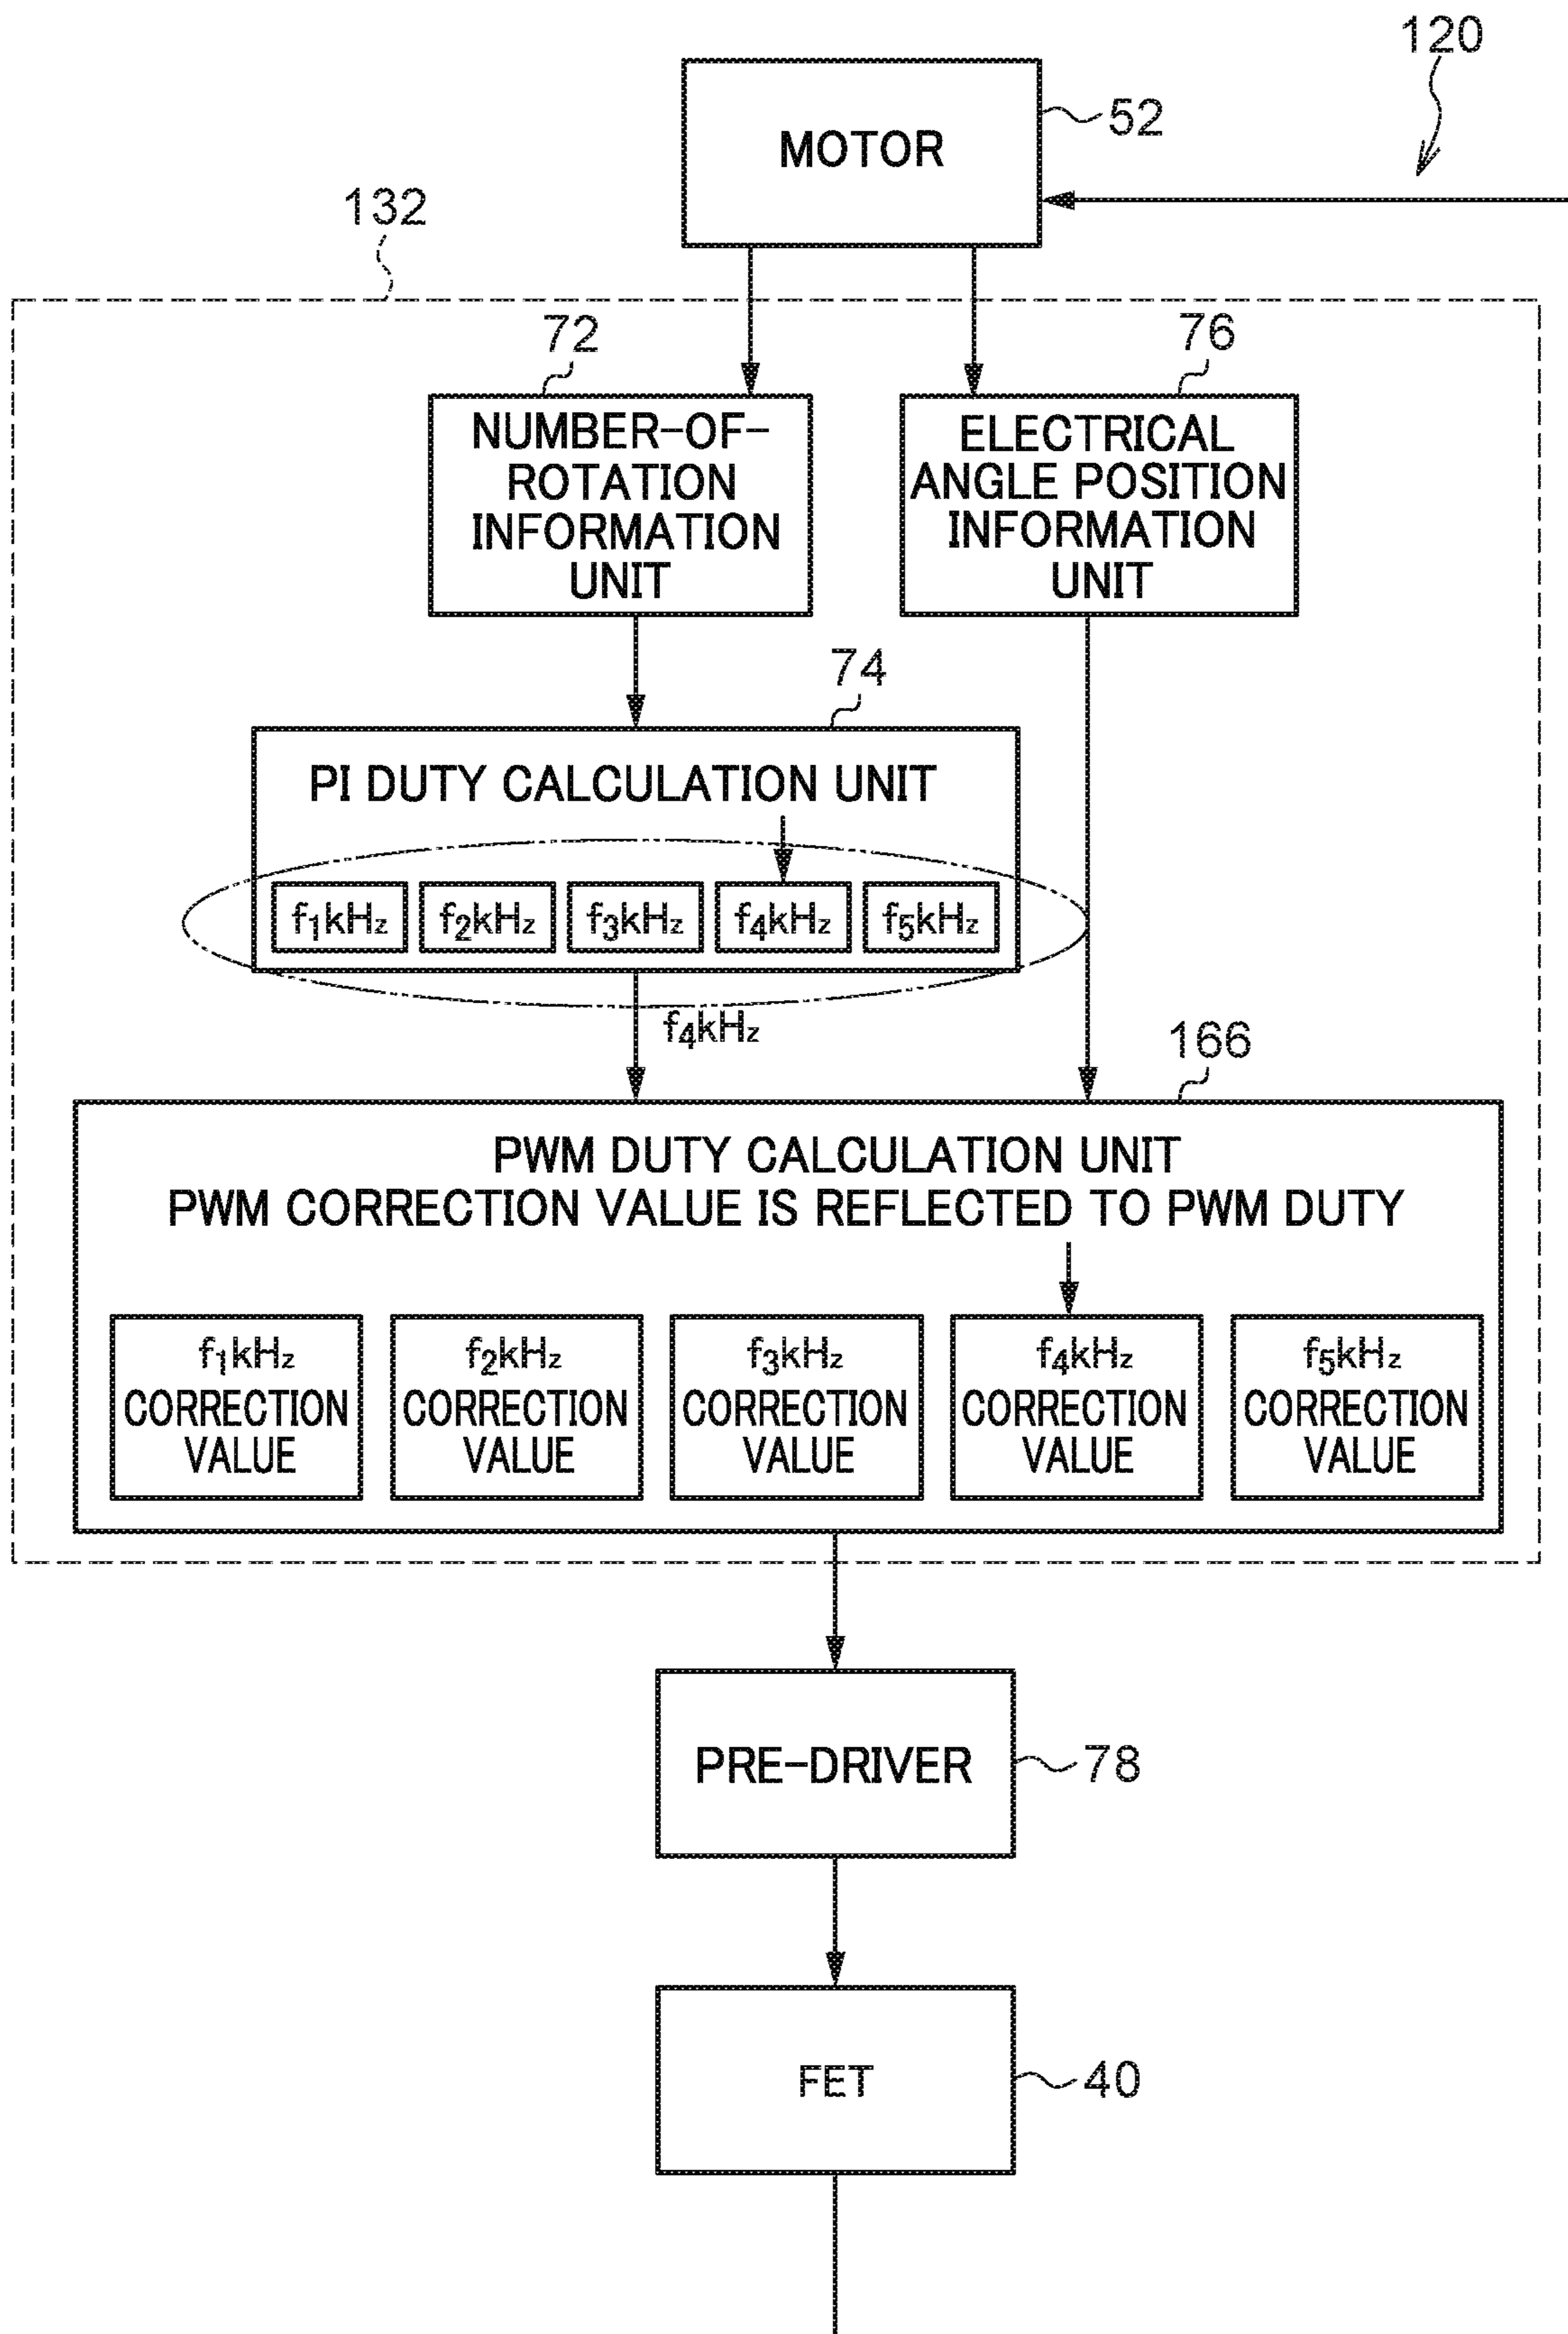 120
MOTOR
52
132
72
76
NUMBER-OF-
ROTATION
INFORMATION
UNIT
ELECTRICAL
ANGLE POSITION
INFORMATION
UNIT
74
PI DUTY CALCULATION UNIT
f₁kHz
f₂kHz
f₃kHz
f₄kHz
f₅kHz
f₄kHz
166
PWM DUTY CALCULATION UNIT
PWM CORRECTION VALUE IS REFLECTED TO PWM DUTY
f₁kHz
CORRECTION
VALUE
f₂kHz
CORRECTION
VALUE
f₃kHz
CORRECTION
VALUE
f₄kHz
CORRECTION
VALUE
f₅kHz
CORRECTION
VALUE
PRE-DRIVER
78
FET
40